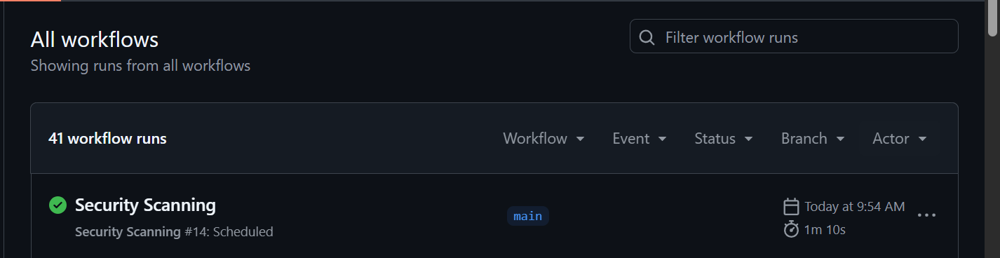 All workflows
Filter workflow runs
Showing runs from all workflows
41 workflow runs
Workflow
Event
Status
Branch
Actor
Security Scanning
Security Scanning #14: Scheduled
main
Today at 9:54 AM
1m 10s